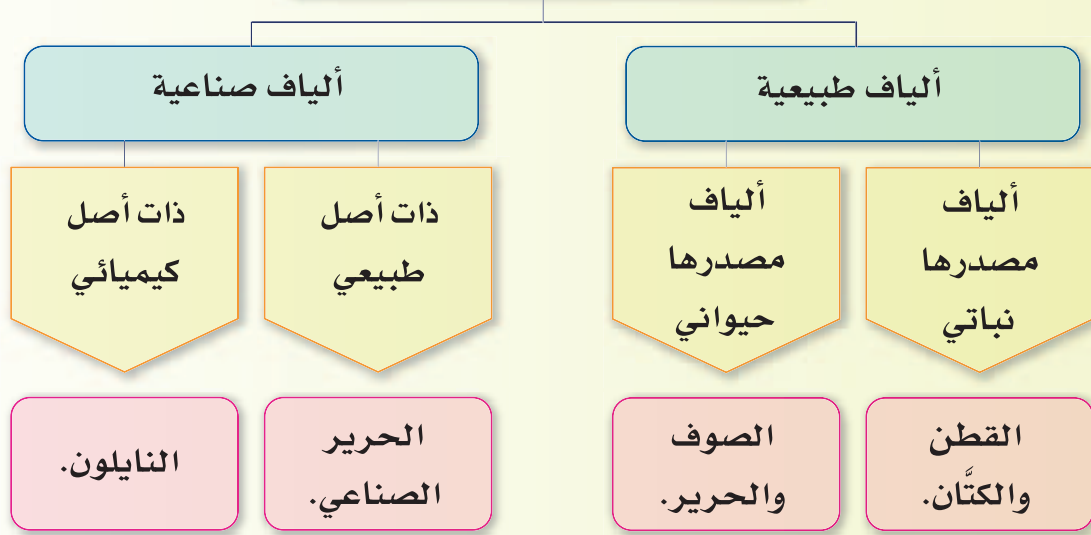 ألياف طبيعية
ألياف صناعية
ألياف
مصدرها
نباتي
ألياف
مصدرها
حيواني
ذات أصل
طبيعي
ذات أصل
كيميائي
القطن
والكتَّان.
الصوف
والحرير.
الحرير
الصناعي.
النايلون.